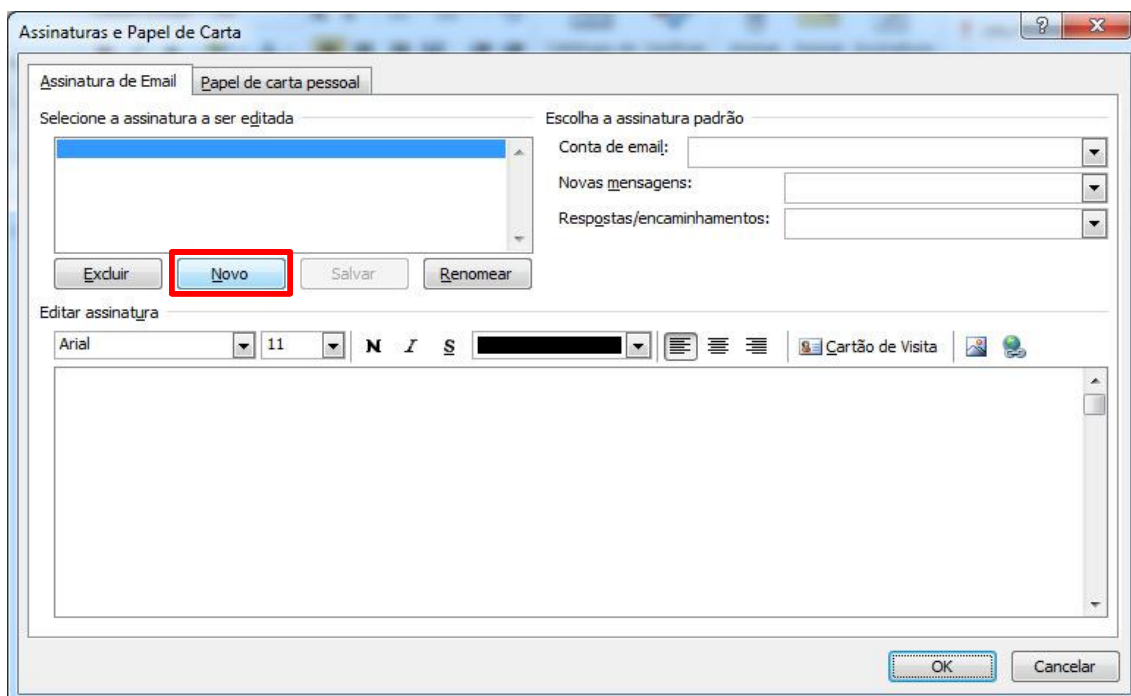 Assinaturas e Papel de Carta
Assinatura de Email Papel de carta pessoal
Selecione a assinatura a ser editada
Escolha a assinatura padrão
Conta de email:
Novas mensagens:
Respostas/encaminhamentos:
Excluir Novo Salvar Renomear
Editar assinatura
Arial 11 N I S Cartão de Visita
OK Cancelar